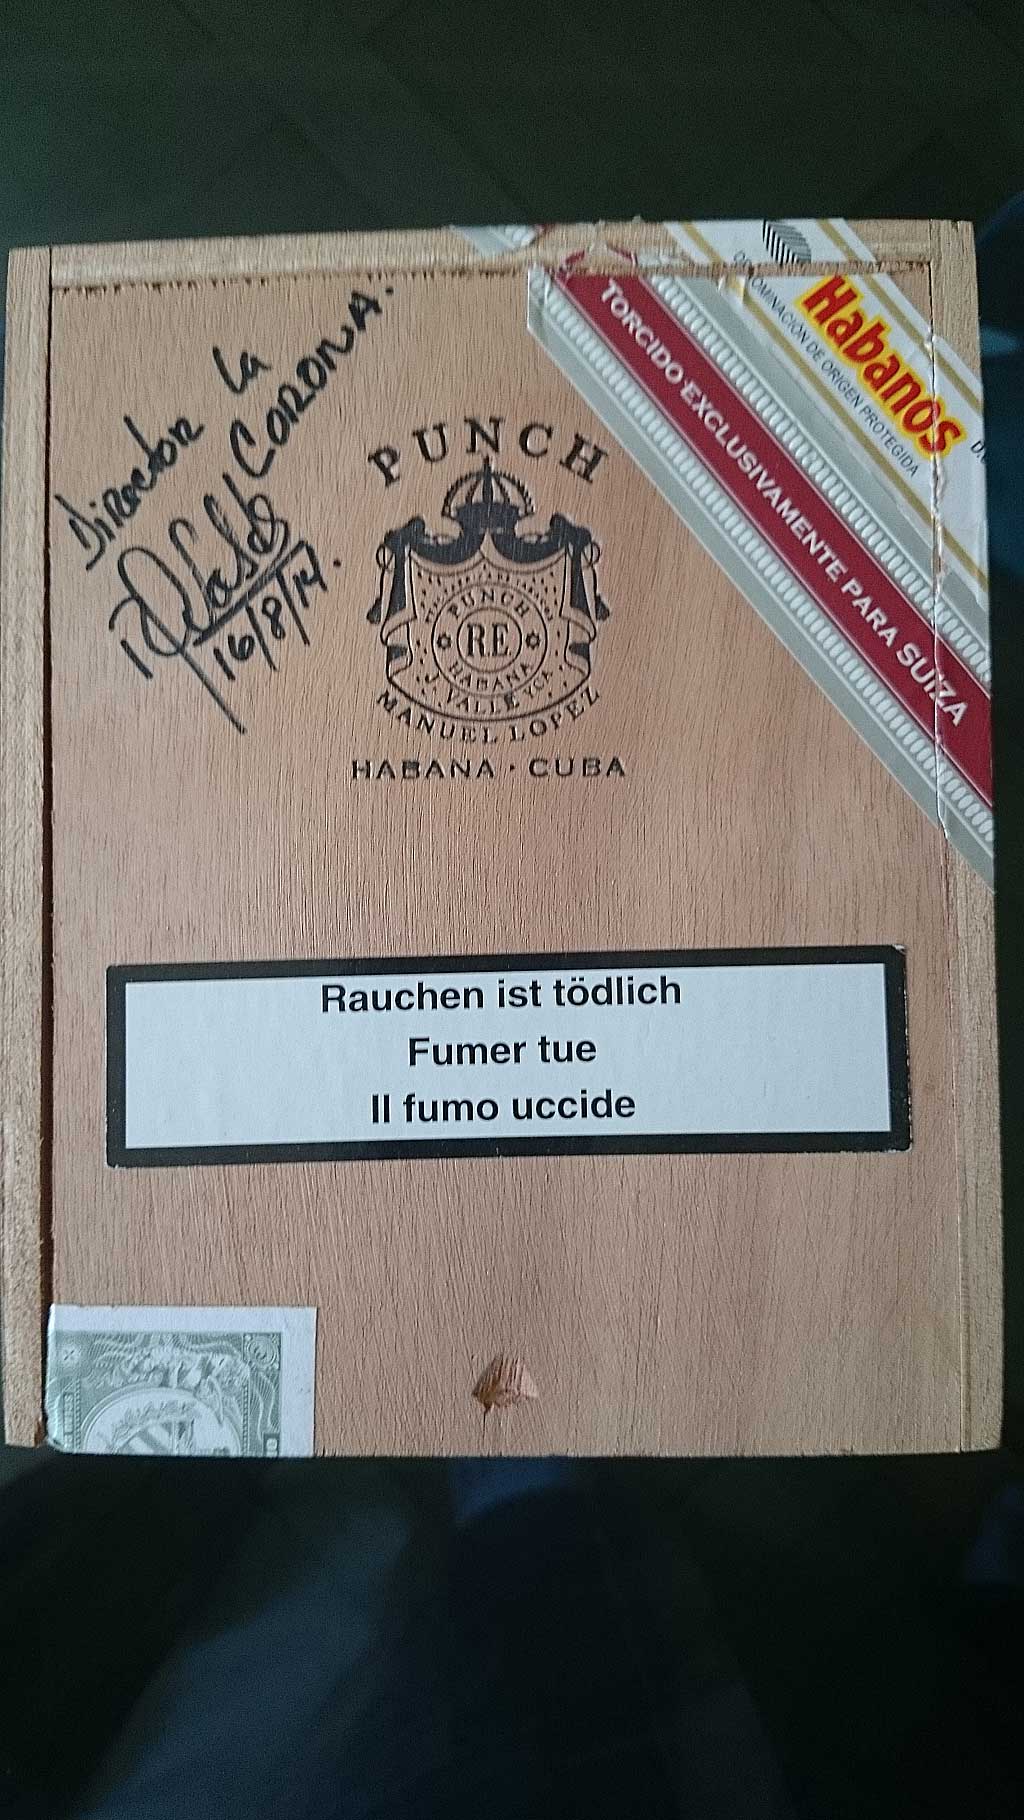 Director La
CORONA.
16/8/14.
Habanos
DENOMINACIÓN DE ORIGEN PROTEGIDA
TORCIDO EXCLUSIVAMENTE PARA SUIZA
PUNCH
PUNCH
R.E
HABANA
J. VALLE YCA
MANUEL LOPEZ
HABANA · CUBA
Rauchen ist tödlich
Fumer tue
Il fumo uccide